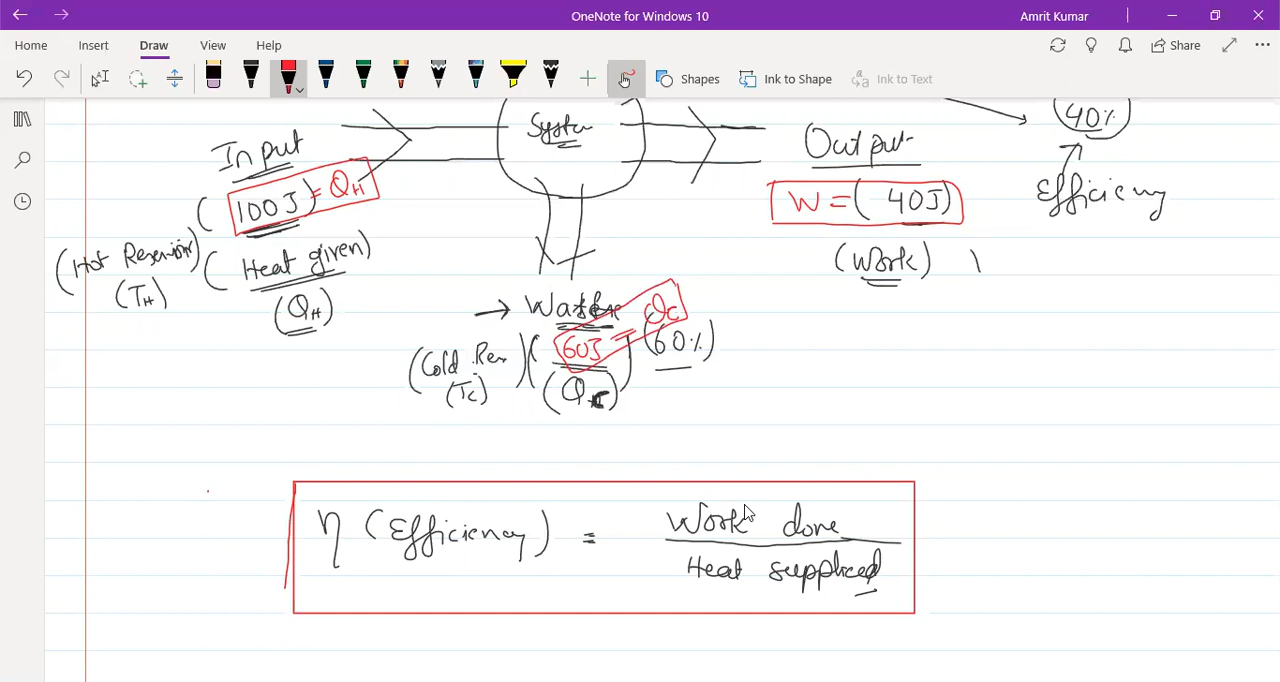 OneNote for Windows 10
Amrit Kumar
Home Insert Draw View Help
Share
Shapes Ink to Shape Ink to Text
System
40%
Input
Output
Efficiency
(100J) = QH
W = (40J)
(Hot Reservoir)
(TH)
(Heat given)
(QH)
(Work)
→
(60J) = QC
(60%)
(Cold Res)
(TC)
(QC)
η (Efficiency) = Work done
Heat supplied